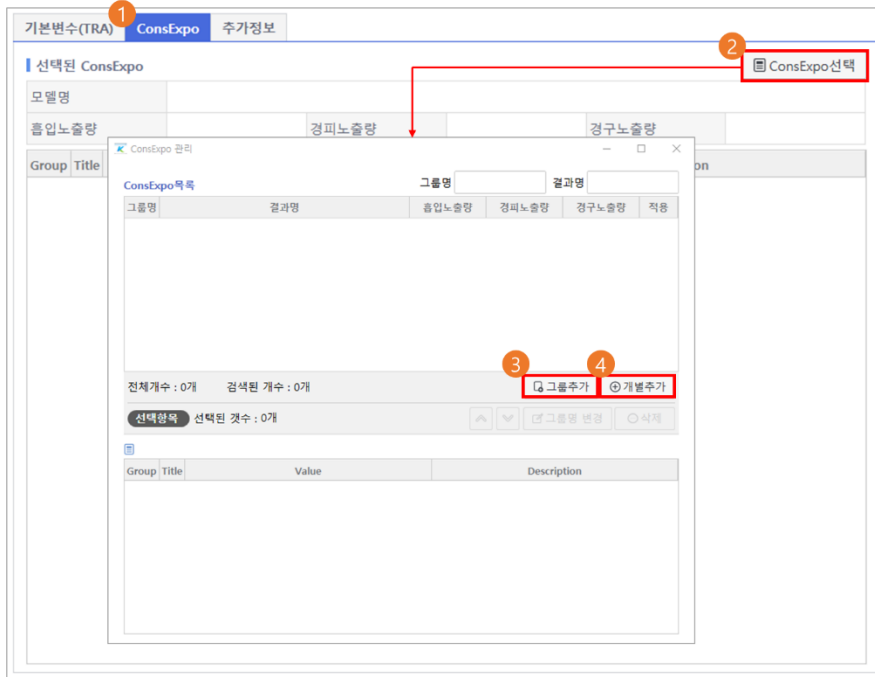 1
기본변수(TRA) ConsExpo 추가정보
2
선택된 ConsExpo ConsExpo선택
모델명
흡입노출량 경피노출량 경구노출량
ConsExpo 관리
Group Title on
ConsExpo목록 그룹명 결과명
그룹명 결과명 흡입노출량 경피노출량 경구노출량 적용
3 4
전체개수 : 0개 검색된 개수 : 0개 그룹추가 개별추가
선택항목 선택된 갯수 : 0개 그룹명 변경 삭제
Group Title Value Description